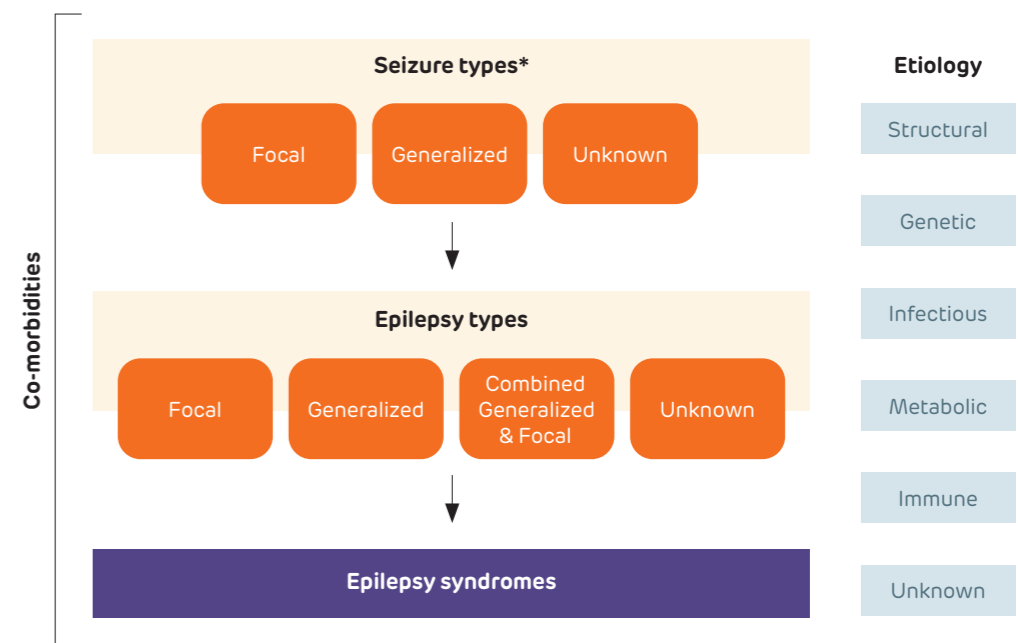 Co-morbidities
Seizure types*
Focal
Generalized
Unknown
Epilepsy types
Focal
Generalized
Combined
Generalized
& Focal
Unknown
Epilepsy syndromes
Etiology
Structural
Genetic
Infectious
Metabolic
Immune
Unknown